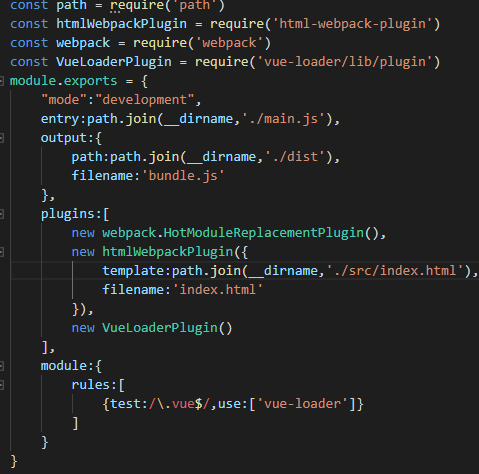 const path = require('path')
const htmlWebpackPlugin = require('html-webpack-plugin')
const webpack = require('webpack')
const VueLoaderPlugin = require('vue-loader/lib/plugin')
module.exports = {
    "mode":"development",
    entry:path.join(__dirname,'./main.js'),
    output:{
        path:path.join(__dirname,'./dist'),
        filename:'bundle.js'
    },
    plugins:[
        new webpack.HotModuleReplacementPlugin(),
        new htmlWebpackPlugin({
            template:path.join(__dirname,'./src/index.html'),
            filename:'index.html'
        }),
        new VueLoaderPlugin()
    ],
    module:{
        rules:[
            {test:/\.vue$/,use:['vue-loader']}
        ]
    }
}